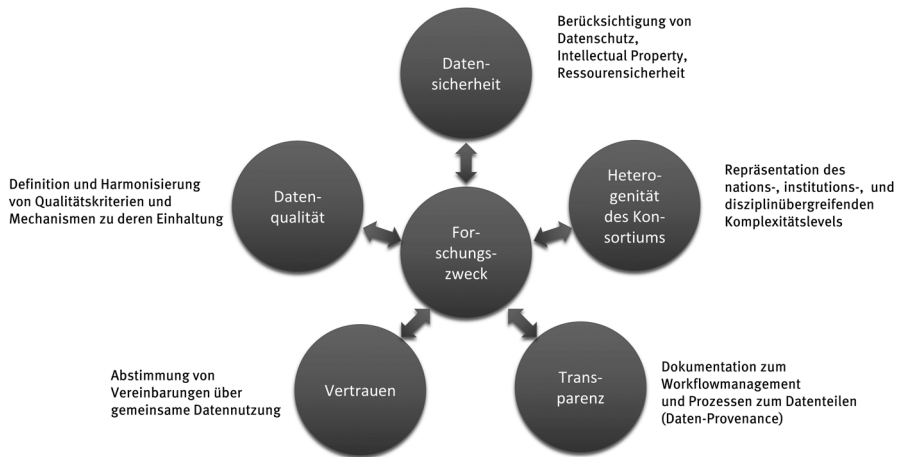 Berücksichtigung von
Datenschutz,
Intellectual Property,
Ressourensicherheit
Daten-
sicherheit
Definition und Harmonisierung
von Qualitätskriterien und
Mechanismen zu deren Einhaltung
Daten-
qualität
Hetero-
genität
des Kon-
sortiums
Repräsentation des
nations-, institutions-, und
disziplinübergreifenden
Komplexitätslevels
For-
schungs-
zweck
Abstimmung von
Vereinbarungen über
gemeinsame Datennutzung
Vertrauen
Trans-
parenz
Dokumentation zum
Workflowmanagement
und Prozessen zum Datenteilen
(Daten-Provenance)